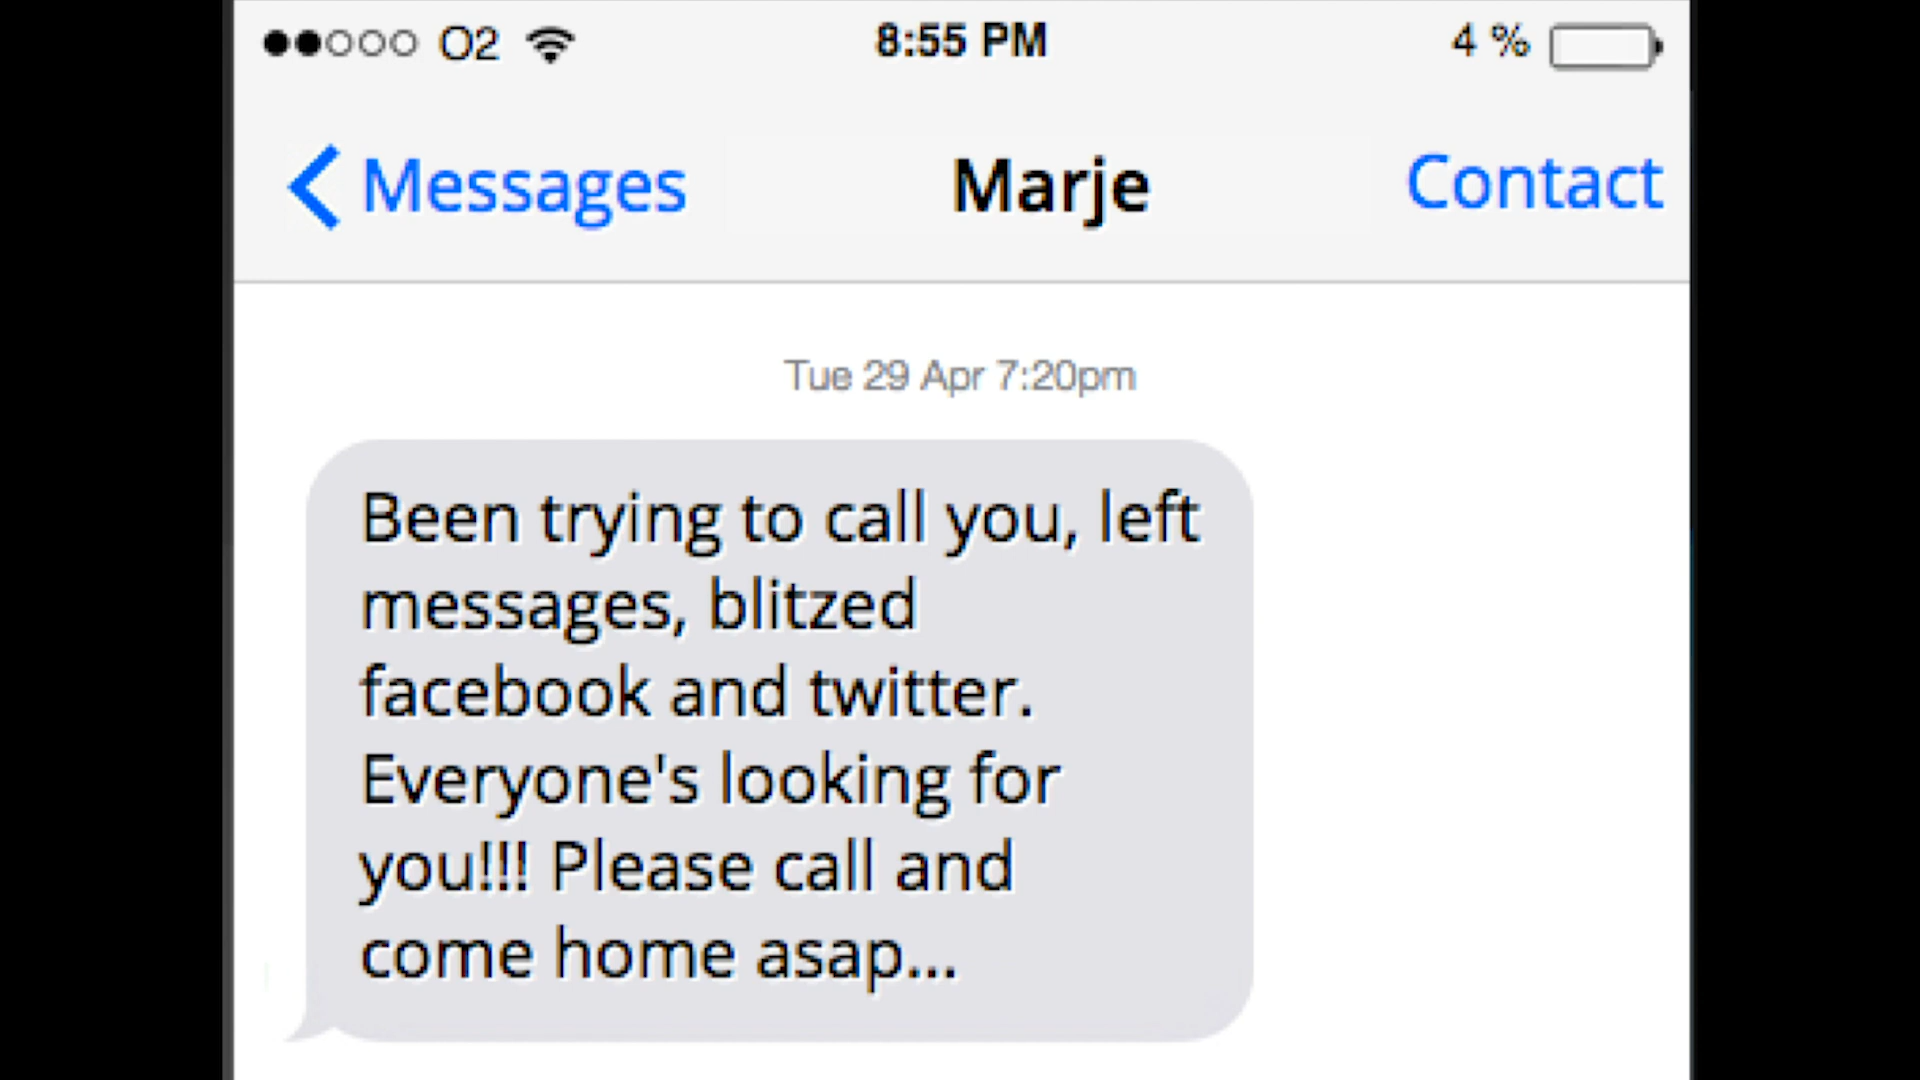 O2 8:55 PM 4 %
Messages Marje Contact
Tue 29 Apr 7:20pm
Been trying to call you, left
messages, blitzed
facebook and twitter.
Everyone's looking for
you!!! Please call and
come home asap...